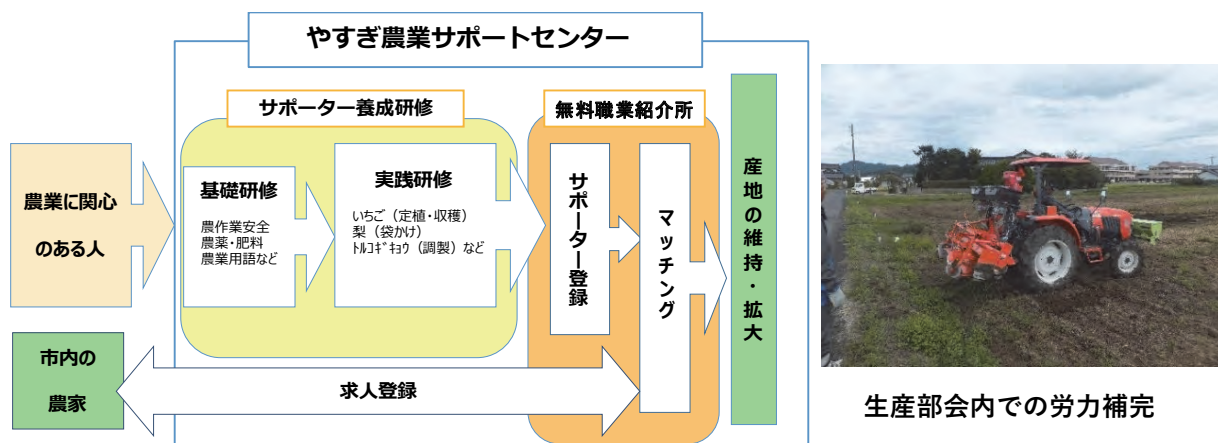 やすぎ農業サポートセンター
サポーター養成研修
無料職業紹介所
農業に関心
のある人
基礎研修
農作業安全
農薬・肥料
農業用語など
実践研修
いちご（定植・収穫）
梨（袋かけ）
ﾄﾙｺｷﾞｷｮｳ（調製）など
サポーター登録
マッチング
産地の維持・拡大
市内の
農家
求人登録
生産部会内での労力補完